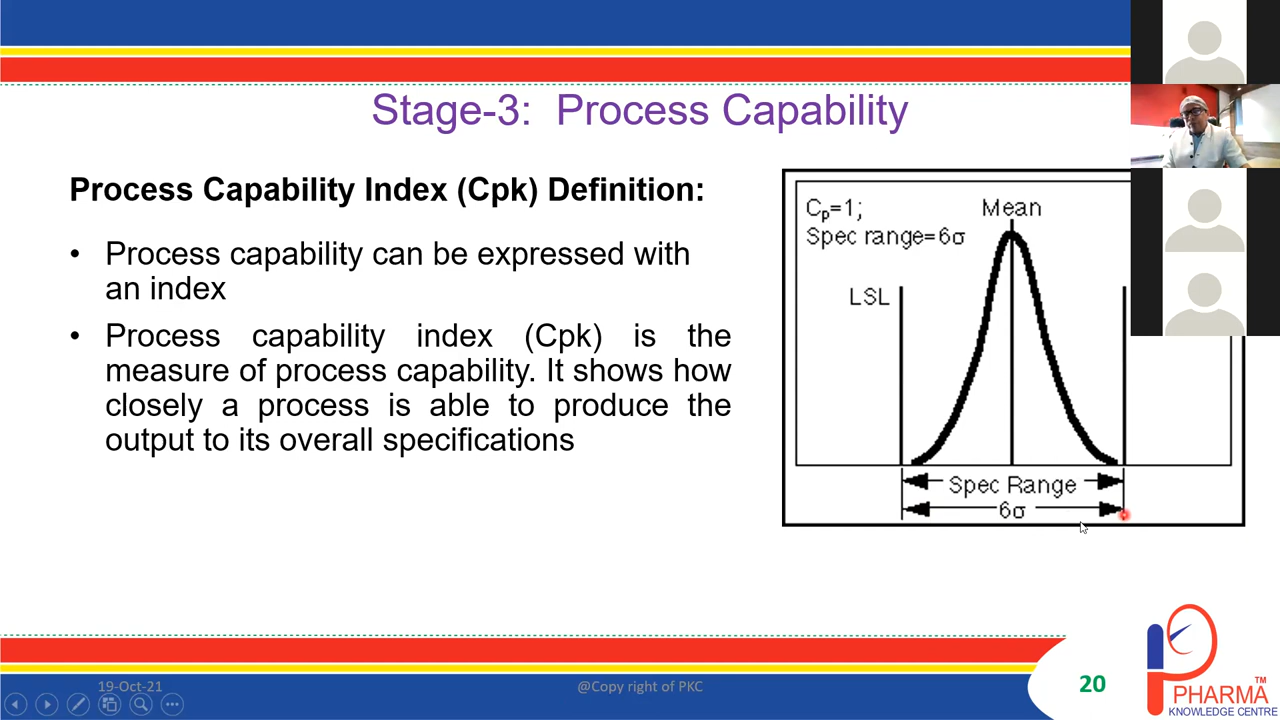 Stage-3: Process Capability
Process Capability Index (Cpk) Definition:
• Process capability can be expressed with
an index
• Process capability index (Cpk) is the
measure of process capability. It shows how
closely a process is able to produce the
output to its overall specifications
Cp=1;
Spec range=6σ
Mean
LSL
Spec Range
6σ
19-Oct-21
@Copy right of PKC
20
PHARMA TM
KNOWLEDGE CENTRE